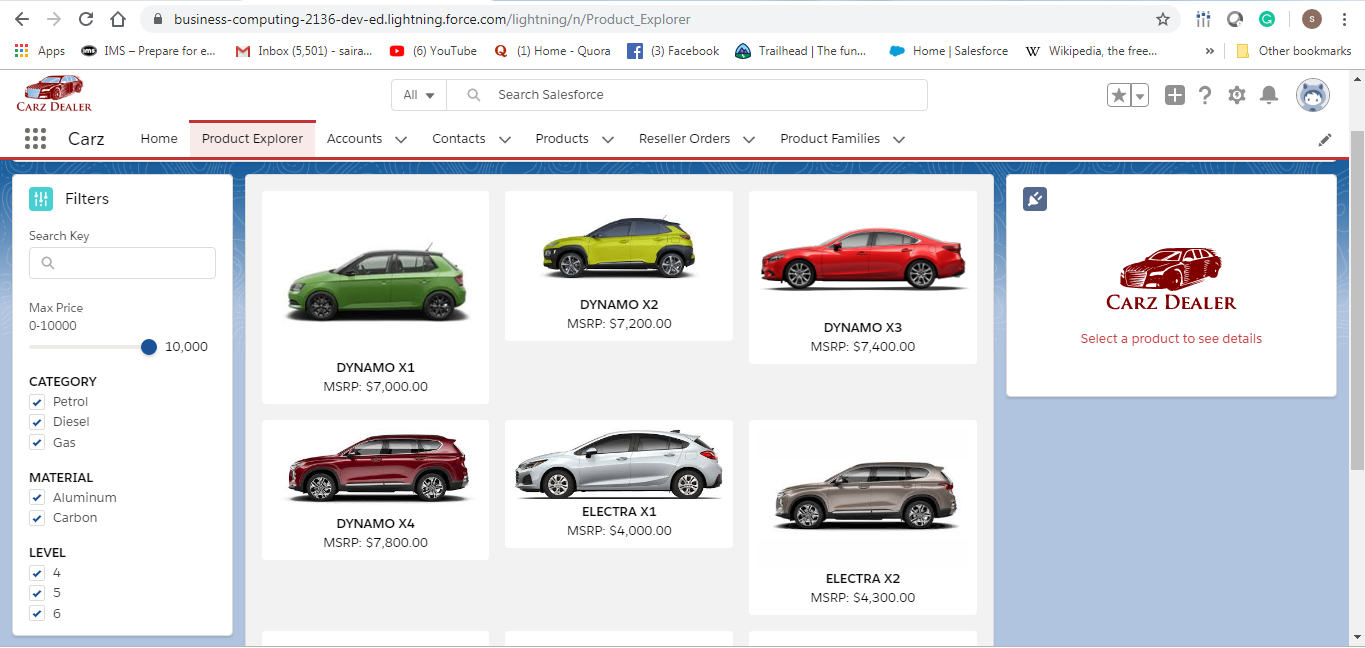 business-computing-2136-dev-ed.lightning.force.com/lightning/n/Product_Explorer
S
Apps
IMS – Prepare for e...
Inbox (5,501) - saira...
(6) YouTube
(1) Home - Quora
(3) Facebook
Trailhead | The fun...
Home | Salesforce
Wikipedia, the free...
»
Other bookmarks
CARZ DEALER
All
Search Salesforce
Carz
Home
Product Explorer
Accounts
Contacts
Products
Reseller Orders
Product Families
Filters
Search Key
Max Price
0-10000
10,000
CATEGORY
Petrol
Diesel
Gas
MATERIAL
Aluminum
Carbon
LEVEL
4
5
6
DYNAMO X1
MSRP: $7,000.00
DYNAMO X2
MSRP: $7,200.00
DYNAMO X3
MSRP: $7,400.00
DYNAMO X4
MSRP: $7,800.00
ELECTRA X1
MSRP: $4,000.00
ELECTRA X2
MSRP: $4,300.00
CARZ DEALER
Select a product to see details